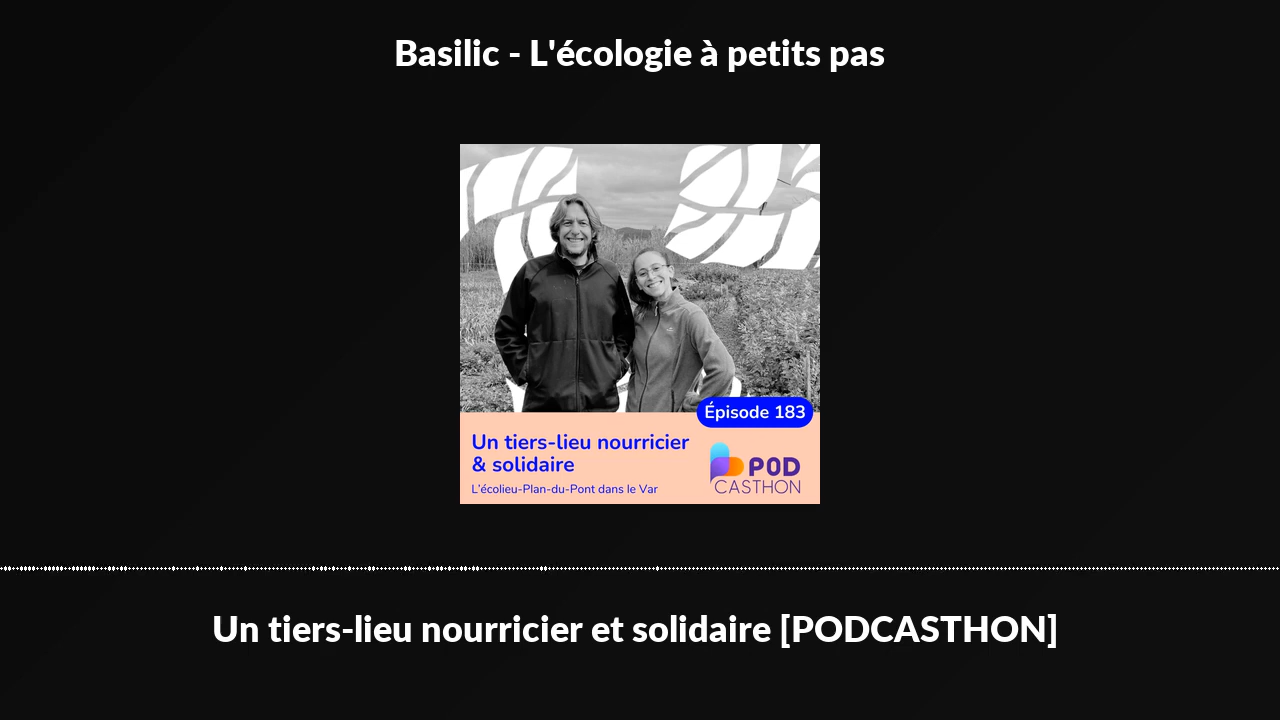 Basilic - L'écologie à petits pas
Épisode 183
Un tiers-lieu nourricier
& solidaire
L'écolieu-Plan-du-Pont dans le Var
POD
CASTHON
Un tiers-lieu nourricier et solidaire [PODCASTHON]